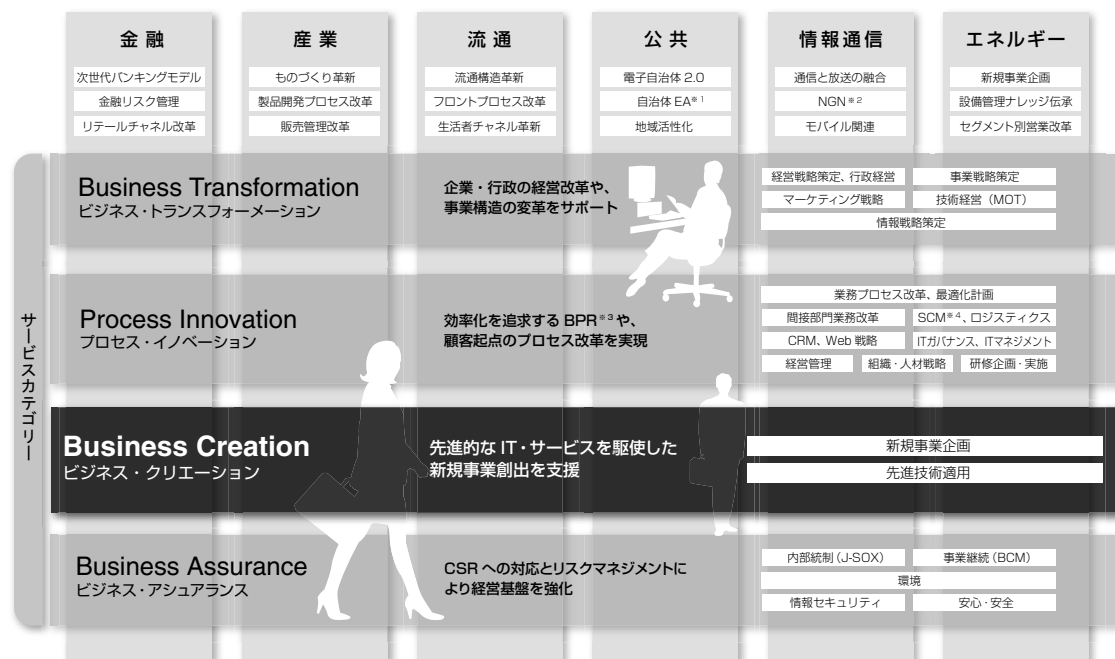 金融
産業
流通
公共
情報通信
エネルギー
次世代バンキングモデル
ものづくり革新
流通構造革新
電子自治体 2.0
通信と放送の融合
新規事業企画
金融リスク管理
製品開発プロセス改革
フロントプロセス改革
自治体 EA※1
NGN※2
設備管理ナレッジ伝承
リテールチャネル改革
販売管理改革
生活者チャネル革新
地域活性化
モバイル関連
セグメント別営業改革
サービスカテゴリー
Business Transformation
ビジネス・トランスフォーメーション
企業・行政の経営改革や、
事業構造の変革をサポート
経営戦略策定、行政経営
事業戦略策定
マーケティング戦略
技術経営（MOT）
情報戦略策定
Process Innovation
プロセス・イノベーション
効率化を追求する BPR※3や、
顧客起点のプロセス改革を実現
業務プロセス改革、最適化計画
間接部門業務改革
SCM※4、ロジスティクス
CRM、Web 戦略
ITガバナンス、ITマネジメント
経営管理
組織・人材戦略
研修企画・実施
Business Creation
ビジネス・クリエーション
先進的な IT・サービスを駆使した
新規事業創出を支援
新規事業企画
先進技術適用
Business Assurance
ビジネス・アシュアランス
CSR への対応とリスクマネジメントに
より経営基盤を強化
内部統制（J-SOX）
事業継続（BCM）
環境
情報セキュリティ
安心・安全